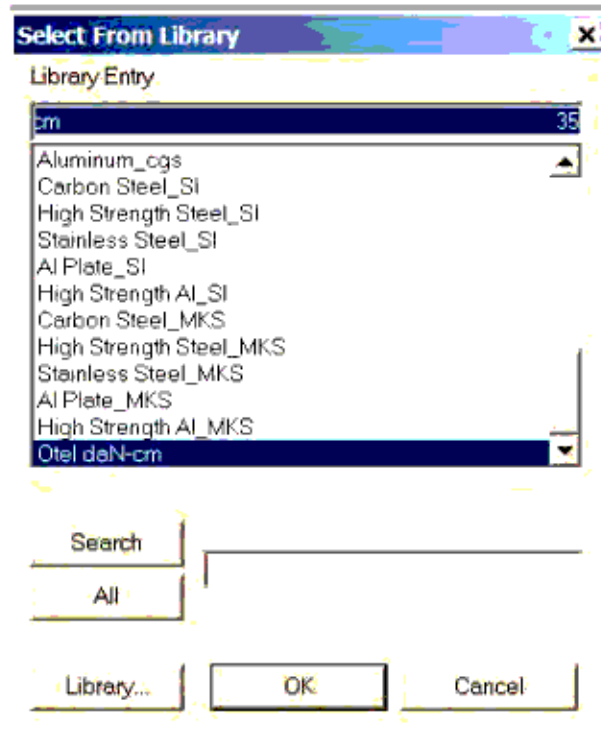 Select From Library
Library Entry
cm 35
Aluminum_cgs
Carbon Steel_SI
High Strength Steel_SI
Stainless Steel_SI
Al Plate_SI
High Strength Al_SI
Carbon Steel_MKS
High Strength Steel_MKS
Stainless Steel_MKS
Al Plate_MKS
High Strength Al_MKS
Otel daN-cm
Search
All
Library... OK Cancel